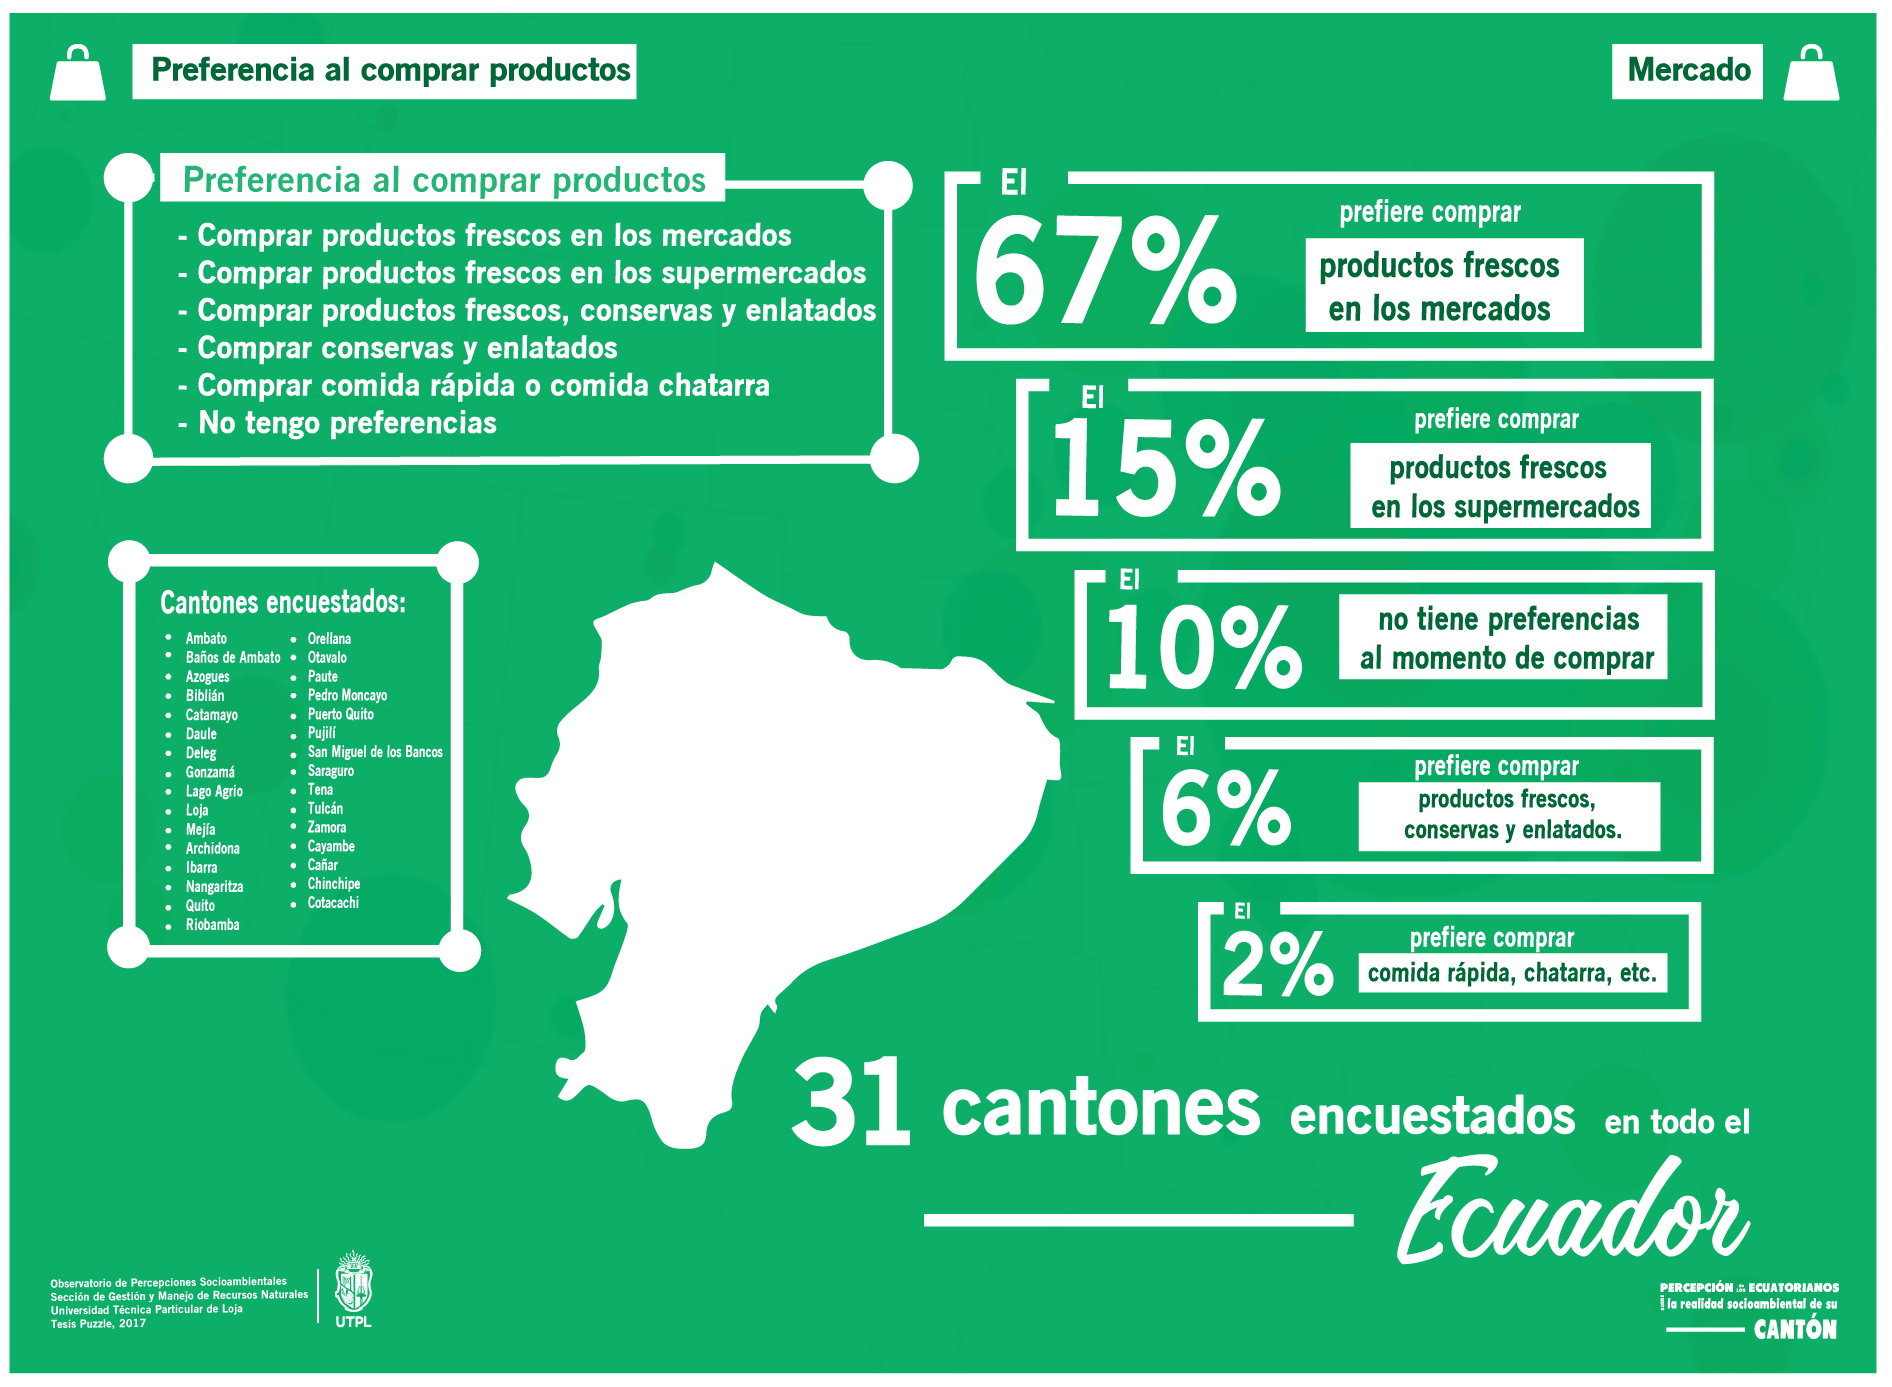 Preferencia al comprar productos
Mercado
Preferencia al comprar productos
- Comprar productos frescos en los mercados
- Comprar productos frescos en los supermercados
- Comprar productos frescos, conservas y enlatados
- Comprar conservas y enlatados
- Comprar comida rápida o comida chatarra
- No tengo preferencias
El
67%
prefiere comprar
productos frescos
en los mercados
El
15%
prefiere comprar
productos frescos
en los supermercados
El
10%
no tiene preferencias
al momento de comprar
El
6%
prefiere comprar
productos frescos,
conservas y enlatados.
El
2%
prefiere comprar
comida rápida, chatarra, etc.
Cantones encuestados:
• Ambato
• Baños de Ambato
• Azogues
• Biblián
• Catamayo
• Daule
• Deleg
• Gonzamá
• Lago Agrio
• Loja
• Mejía
• Archidona
• Ibarra
• Nangaritza
• Quito
• Riobamba
• Orellana
• Otavalo
• Paute
• Pedro Moncayo
• Puerto Quito
• Pujilí
• San Miguel de los Bancos
• Saraguro
• Tena
• Tulcán
• Zamora
• Cayambe
• Cañar
• Chinchipe
• Cotacachi
31 cantones encuestados en todo el
Ecuador
Observatorio de Percepciones Socioambientales
Sección de Gestión y Manejo de Recursos Naturales
Universidad Técnica Particular de Loja
Tesis Puzzle, 2017
UTPL
PERCEPCIÓN de los ECUATORIANOS
SOBRE la realidad socioambiental de su
CANTÓN